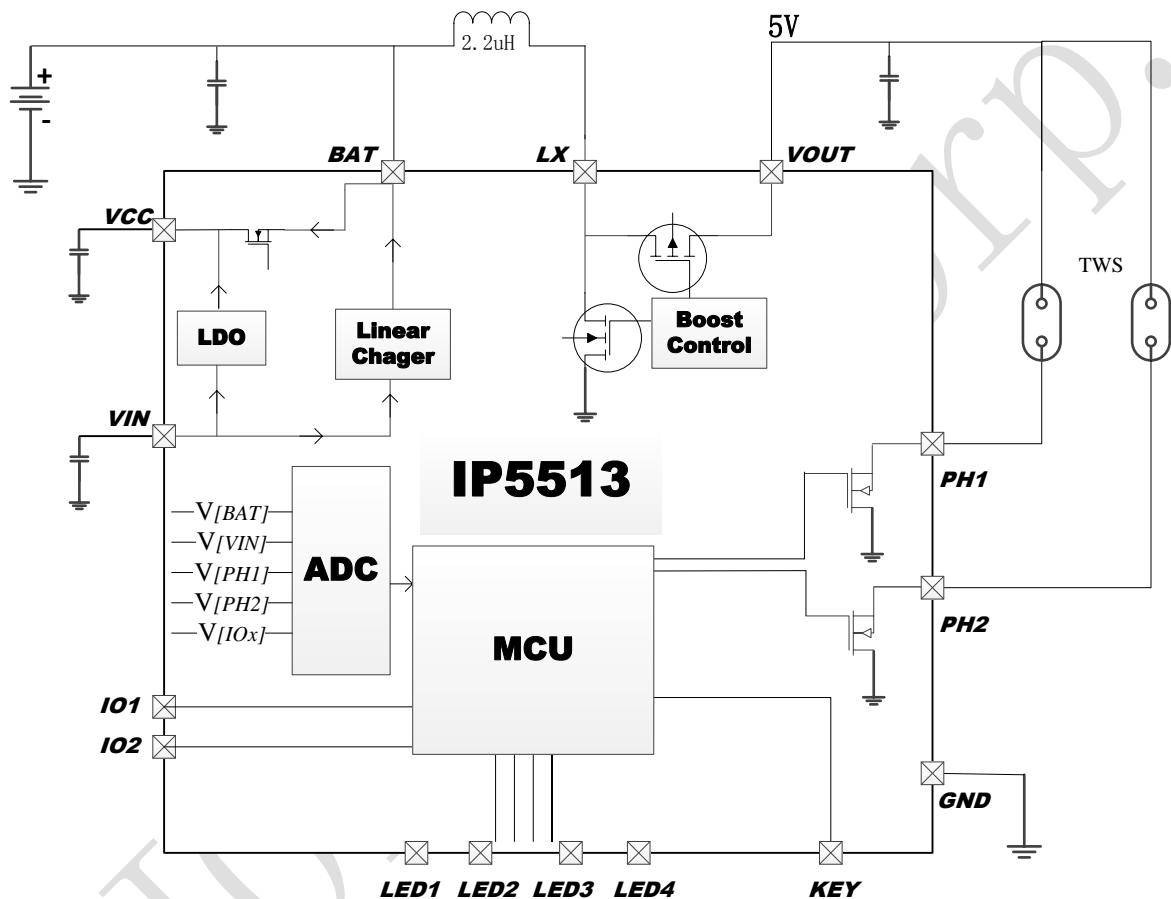 2.2uH
5V
+
-
BAT
LX
VOUT
VCC
TWS
LDO
Linear
Chager
Boost
Control
VIN
IP5513
PH1
V[BAT]
V[VIN]
V[PH1]
V[PH2]
V[IOx]
ADC
MCU
PH2
IO1
IO2
GND
LED1
LED2
LED3
LED4
KEY
orp.